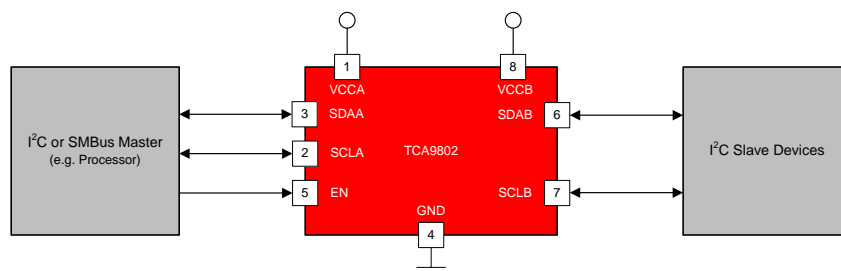 1
8
VCCA
VCCB
3
SDAA
SDAB
6
I²C or SMBus Master
(e.g. Processor)
2
SCLA
TCA9802
I²C Slave Devices
5
EN
SCLB
7
GND
4